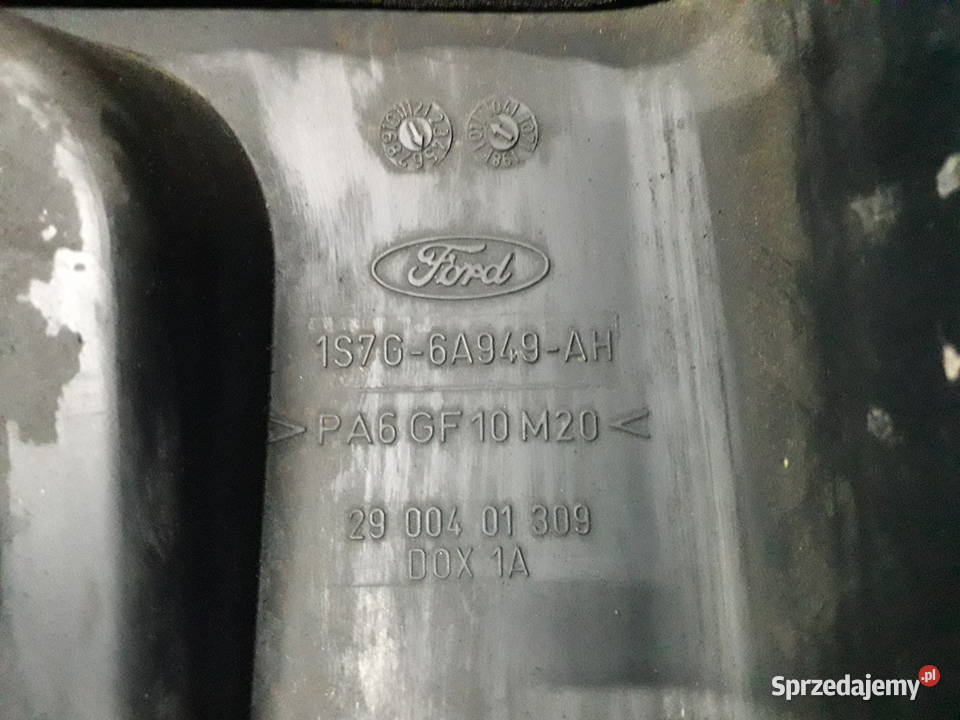 Ford
1S7G-6A949-AH
>PA6 GF10 M20<
29 004 01 309
DOX 1A
Sprzedajemy.pl